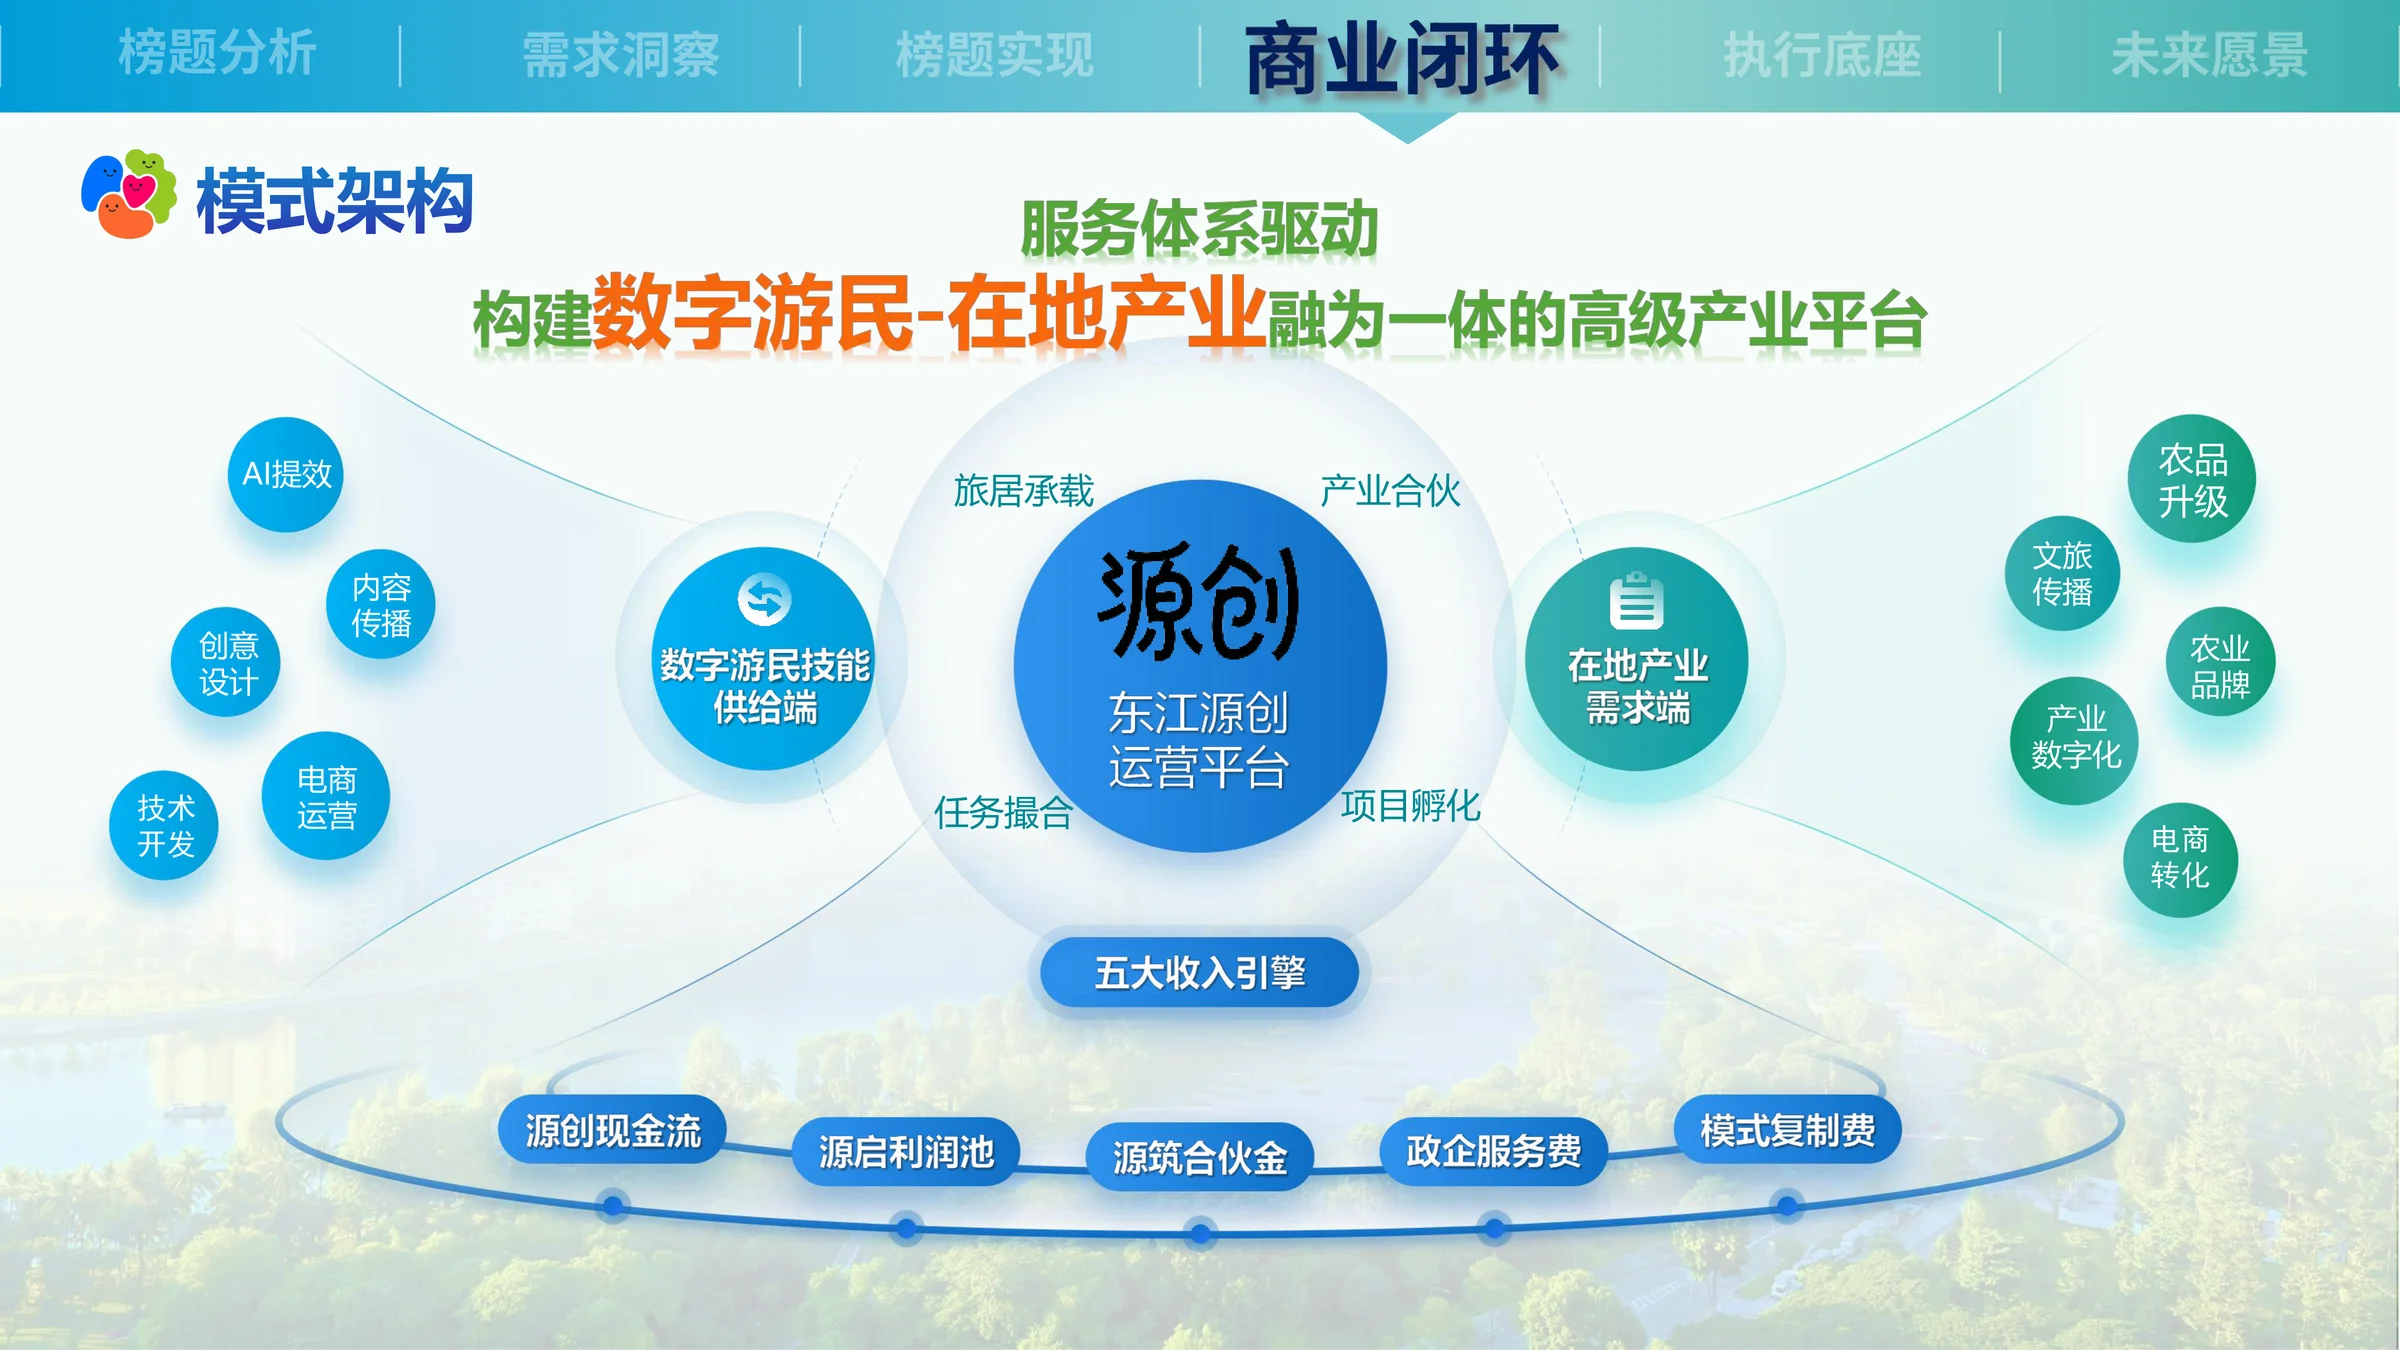 榜题分析
需求洞察
榜题实现
商业闭环
执行底座
未来愿景
模式架构
服务体系驱动
构建数字游民-在地产业融为一体的高级产业平台
AI提效
内容
传播
创意
设计
电商
运营
技术
开发
数字游民技能
供给端
旅居承载
产业合伙
源创
东江源创
运营平台
任务撮合
项目孵化
在地产业
需求端
农品
升级
文旅
传播
农业
品牌
产业
数字化
电商
转化
五大收入引擎
源创现金流
源启利润池
源筑合伙金
政企服务费
模式复制费